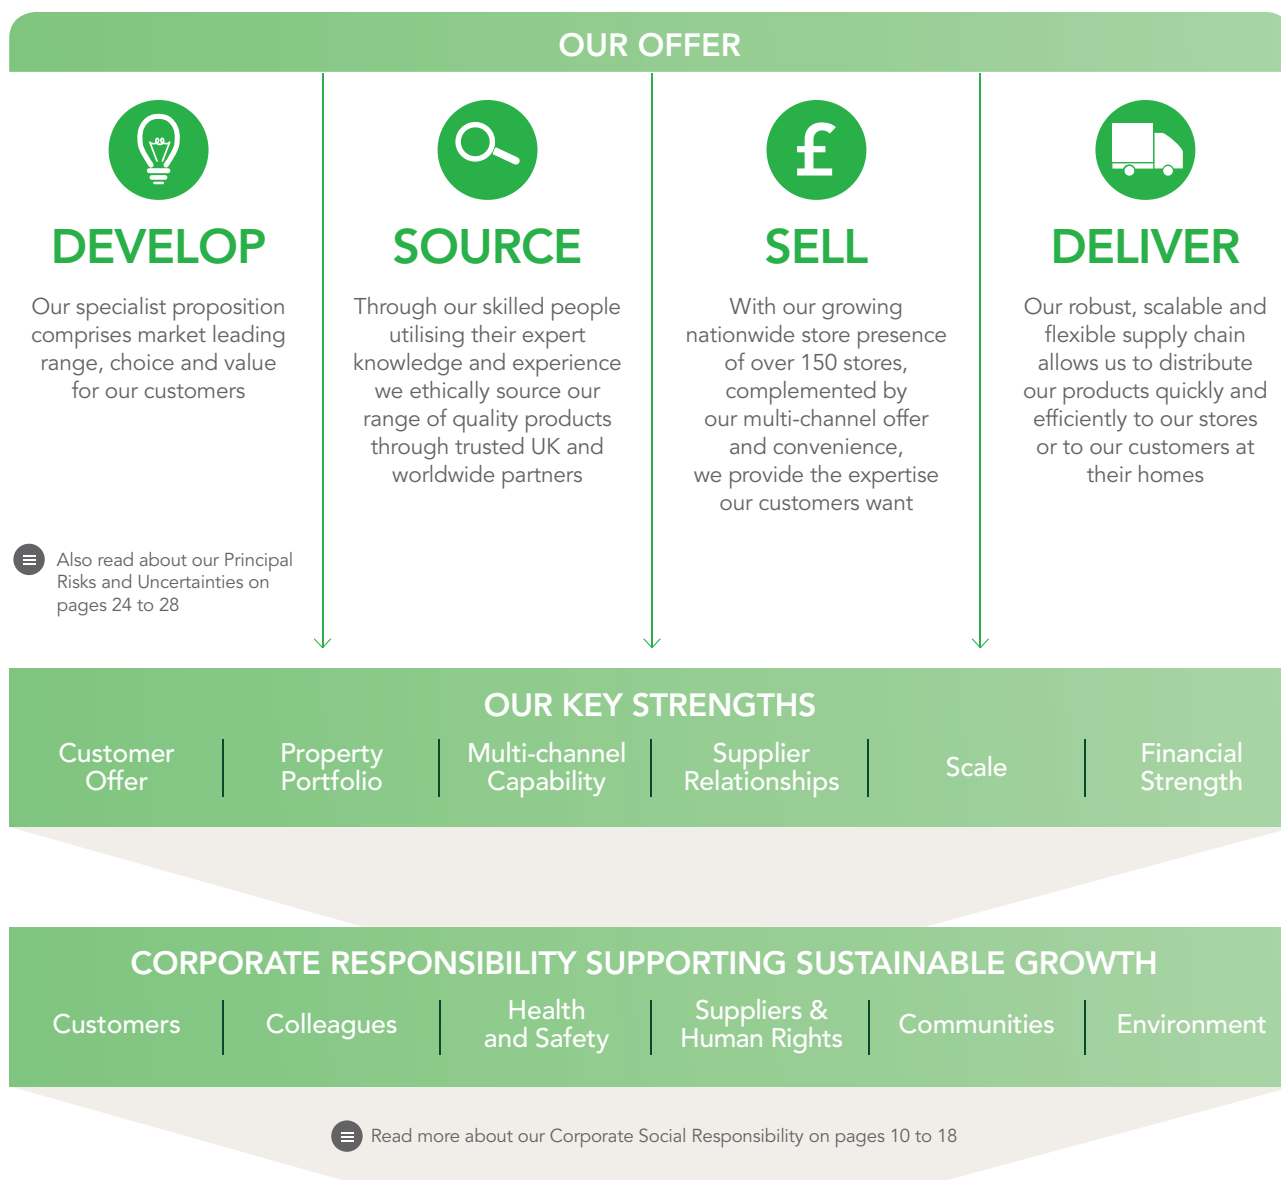 OUR OFFER
£
DEVELOP
Our specialist proposition
comprises market leading
range, choice and value
for our customers
Also read about our Principal
Risks and Uncertainties on
pages 24 to 28
SOURCE
Through our skilled people
utilising their expert
knowledge and experience
we ethically source our
range of quality products
through trusted UK and
worldwide partners
SELL
With our growing
nationwide store presence
of over 150 stores,
complemented by
our multi-channel offer
and convenience,
we provide the expertise
our customers want
DELIVER
Our robust, scalable and
flexible supply chain
allows us to distribute
our products quickly and
efficiently to our stores
or to our customers at
their homes
OUR KEY STRENGTHS
Customer
Offer
Property
Portfolio
Multi-channel
Capability
Supplier
Relationships
Scale
Financial
Strength
CORPORATE RESPONSIBILITY SUPPORTING SUSTAINABLE GROWTH
Customers
Colleagues
Health
and Safety
Suppliers &
Human Rights
Communities
Environment
Read more about our Corporate Social Responsibility on pages 10 to 18